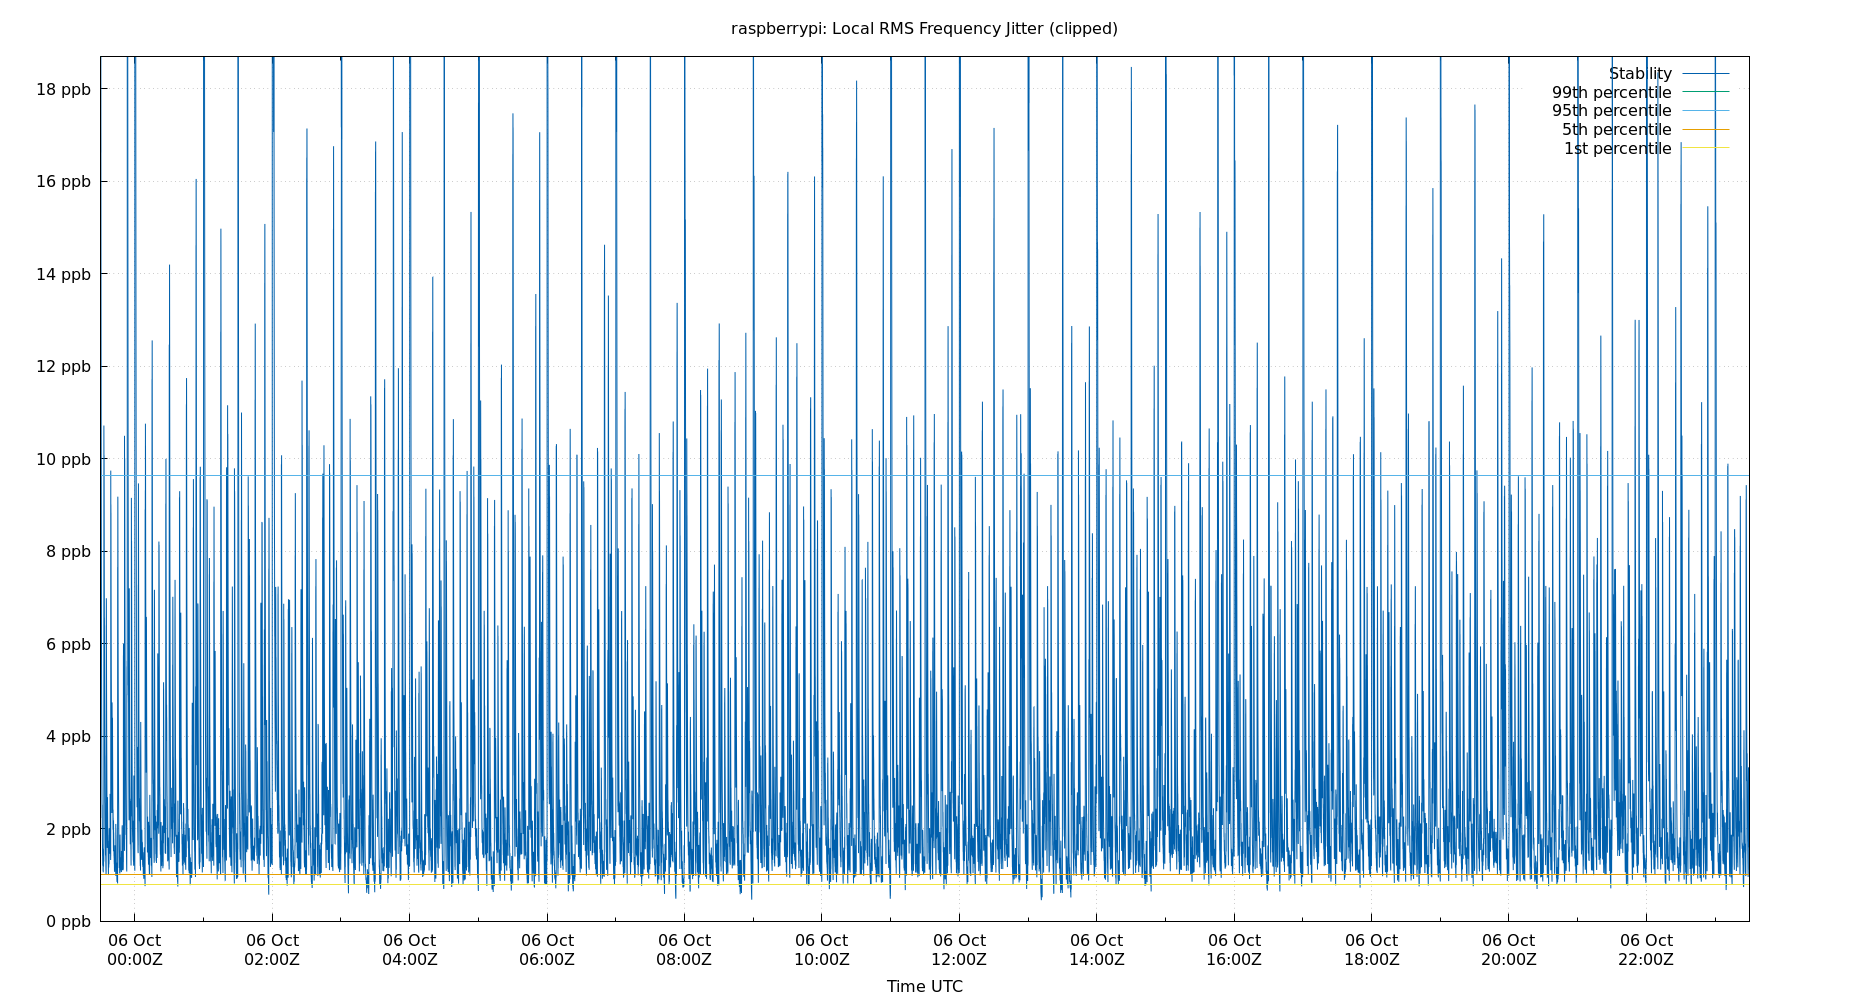 raspberrypi: Local RMS Frequency Jitter (clipped)
18 ppb
16 ppb
14 ppb
12 ppb
10 ppb
8 ppb
6 ppb
4 ppb
2 ppb
0 ppb
Stability
99th percentile
95th percentile
5th percentile
1st percentile
06 Oct 06 Oct 06 Oct 06 Oct 06 Oct 06 Oct 06 Oct 06 Oct 06 Oct 06 Oct 06 Oct 06 Oct
00:00Z 02:00Z 04:00Z 06:00Z 08:00Z 10:00Z 12:00Z 14:00Z 16:00Z 18:00Z 20:00Z 22:00Z
Time UTC